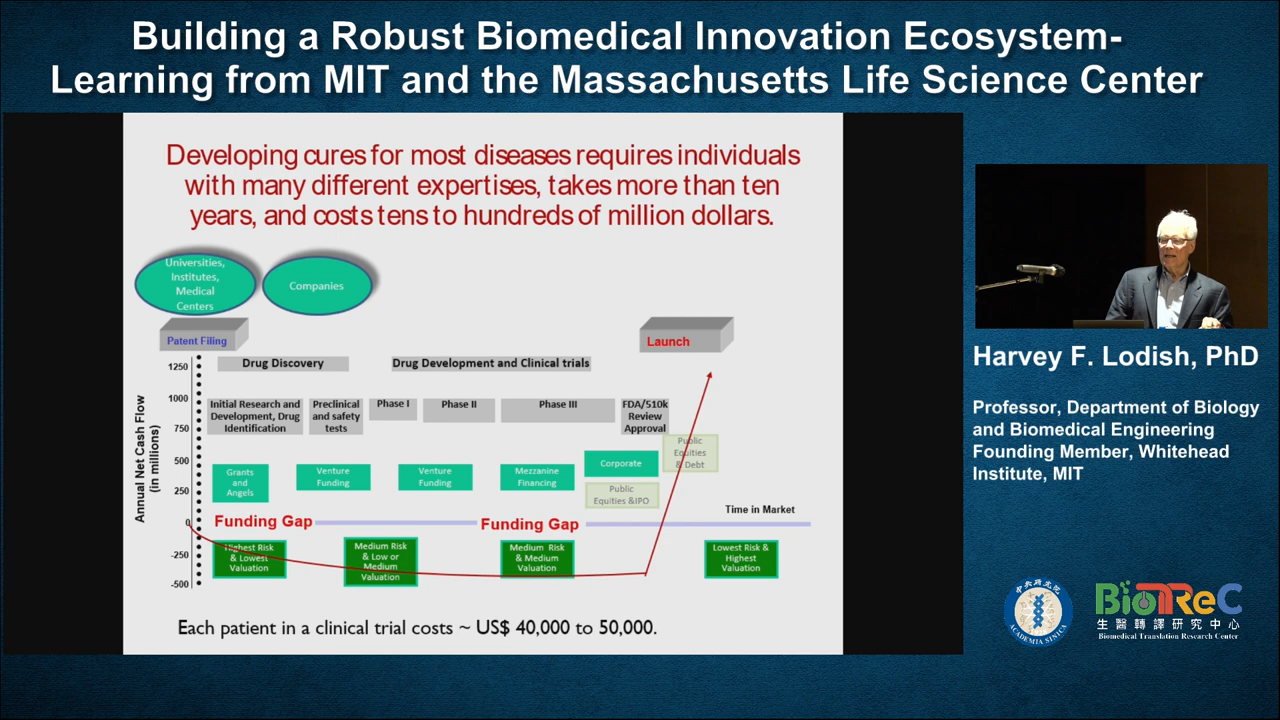 Building a Robust Biomedical Innovation Ecosystem-
Learning from MIT and the Massachusetts Life Science Center
Developing cures for most diseases requires individuals
with many different expertises, takes more than ten
years, and costs tens to hundreds of million dollars.
Universities,
Institutes,
Medical
Centers
Companies
Patent Filing
Launch
Drug Discovery
Drug Development and Clinical trials
Annual Net Cash Flow
(in millions)
1250
1000
750
500
250
0
-250
-500
Initial Research and
Development, Drug
Identification
Preclinical
and safety
tests
Phase I
Phase II
Phase III
FDA/510k
Review
Approval
Grants
and
Angels
Venture
Funding
Venture
Funding
Mezzanine
Financing
Corporate
Public
Equities &IPO
Public
Equities
& Debt
Time in Market
Funding Gap
Funding Gap
Highest Risk
& Lowest
Valuation
Medium Risk
& Low or
Medium
Valuation
Medium Risk
& Medium
Valuation
Lowest Risk &
Highest
Valuation
Each patient in a clinical trial costs ~ US$ 40,000 to 50,000.
Harvey F. Lodish, PhD
Professor, Department of Biology
and Biomedical Engineering
Founding Member, Whitehead
Institute, MIT
中央研究院
ACADEMIA SINICA
BioTReC
生醫轉譯研究中心
Biomedical Translation Research Center